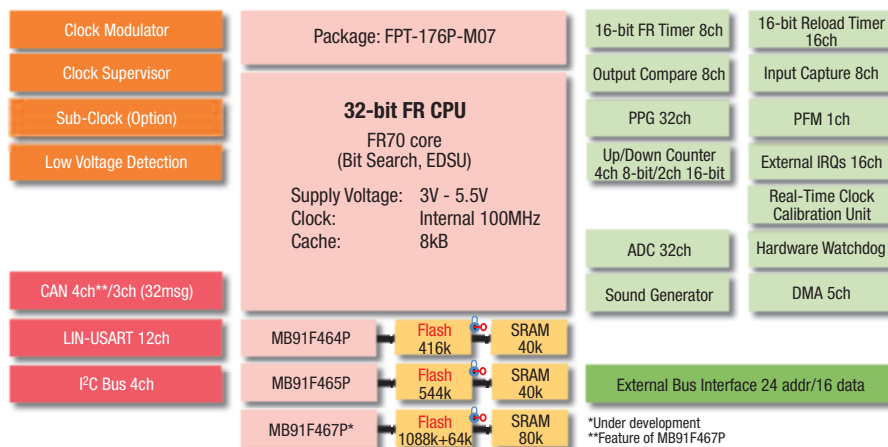 Clock Modulator
Clock Supervisor
Sub-Clock (Option)
Low Voltage Detection
CAN 4ch**/3ch (32msg)
LIN-USART 12ch
I²C Bus 4ch
Package: FPT-176P-M07
32-bit FR CPU
FR70 core
(Bit Search, EDSU)
Supply Voltage: 3V - 5.5V
Clock: Internal 100MHz
Cache: 8kB
MB91F464P
Flash
416k
SRAM
40k
MB91F465P
Flash
544k
SRAM
40k
MB91F467P*
Flash
1088k+64k
SRAM
80k
16-bit FR Timer 8ch
16-bit Reload Timer
16ch
Output Compare 8ch
Input Capture 8ch
PPG 32ch
PFM 1ch
Up/Down Counter
4ch 8-bit/2ch 16-bit
External IRQs 16ch
Real-Time Clock
Calibration Unit
ADC 32ch
Hardware Watchdog
Sound Generator
DMA 5ch
External Bus Interface 24 addr/16 data
*Under development
**Feature of MB91F467P